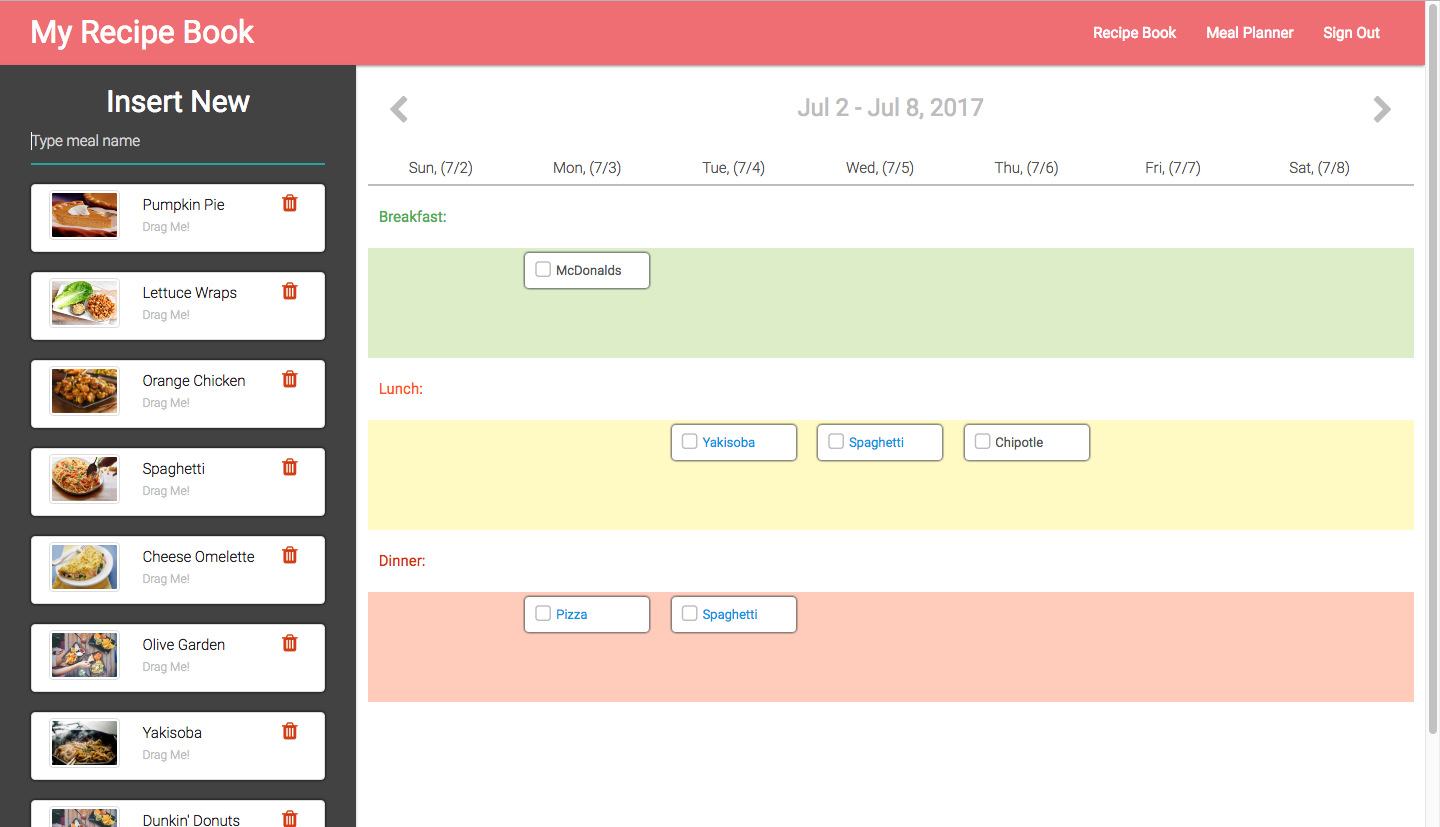 My Recipe Book
Recipe Book Meal Planner Sign Out
Insert New
Type meal name
Pumpkin Pie
Drag Me!
Lettuce Wraps
Drag Me!
Orange Chicken
Drag Me!
Spaghetti
Drag Me!
Cheese Omelette
Drag Me!
Olive Garden
Drag Me!
Yakisoba
Drag Me!
Dunkin' Donuts
Jul 2 - Jul 8, 2017
Sun, (7/2) Mon, (7/3) Tue, (7/4) Wed, (7/5) Thu, (7/6) Fri, (7/7) Sat, (7/8)
Breakfast:
McDonalds
Lunch:
Yakisoba Spaghetti Chipotle
Dinner:
Pizza Spaghetti